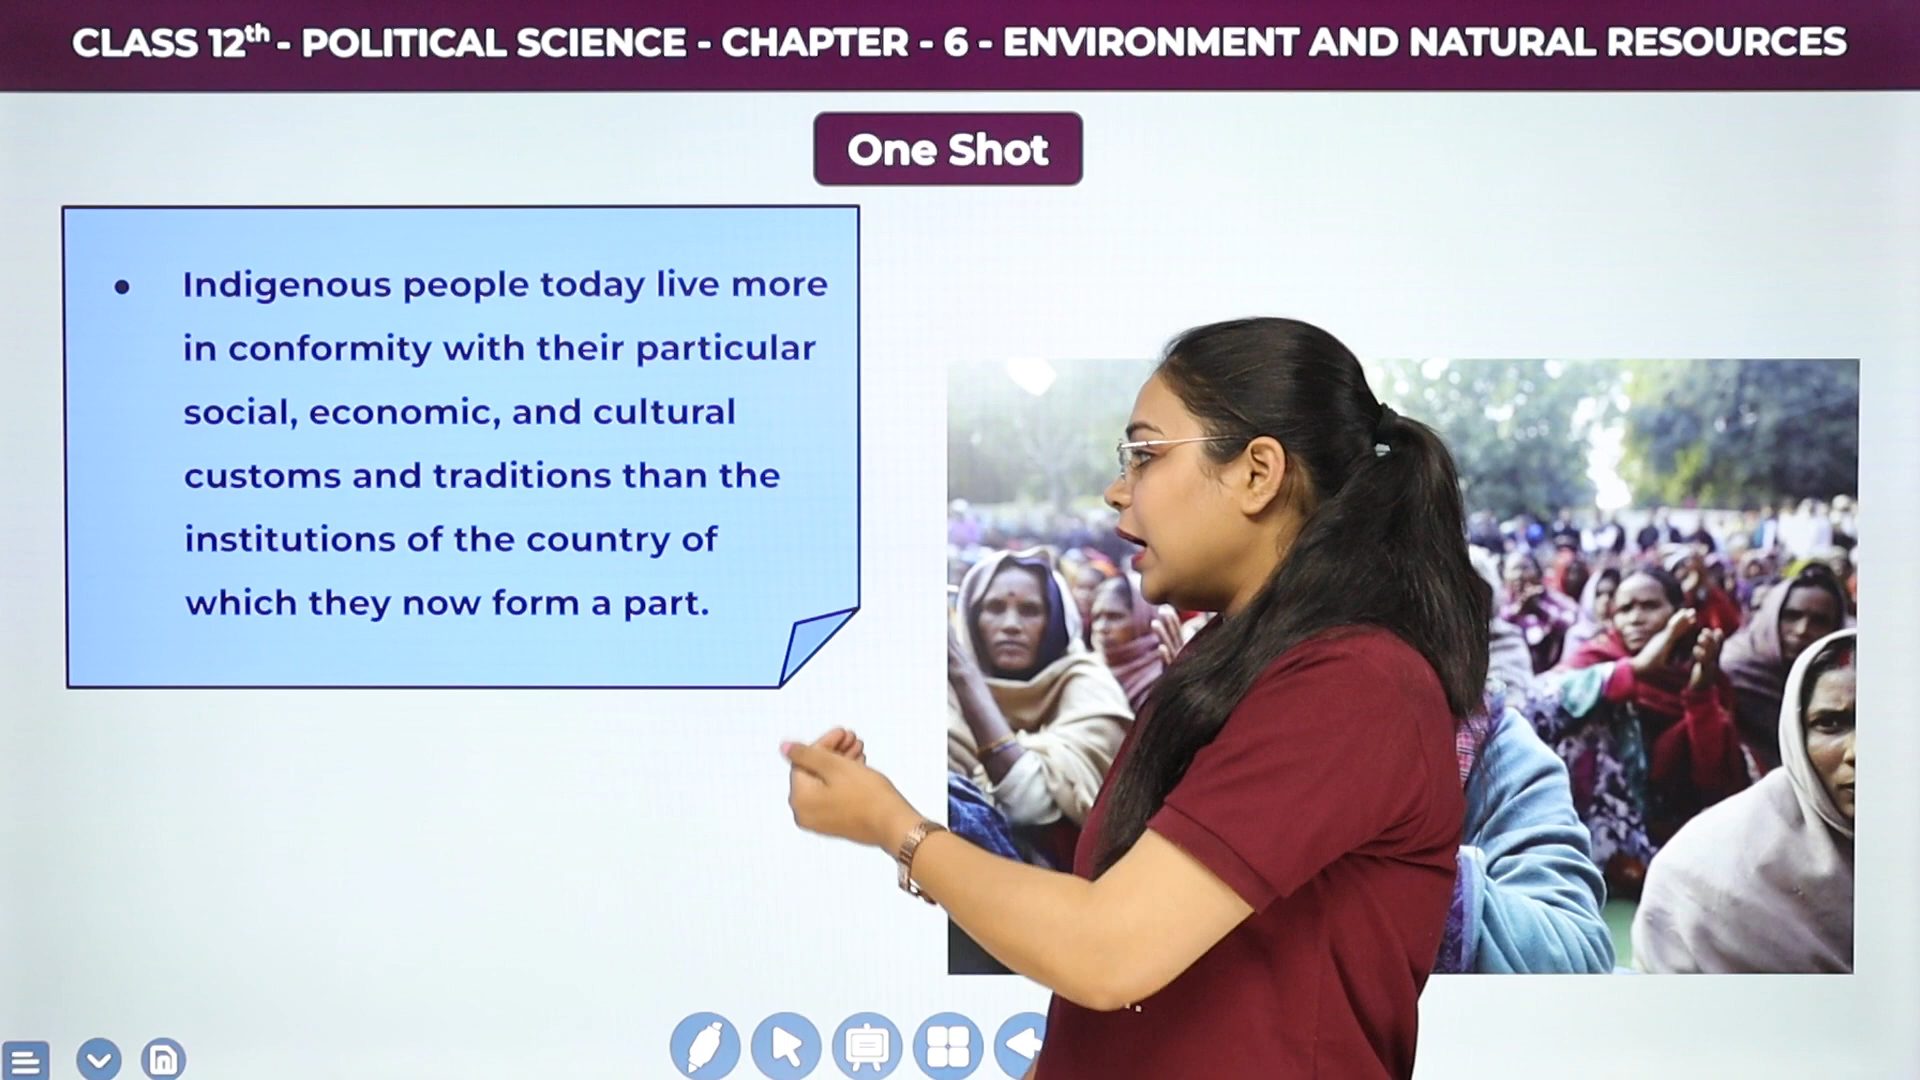 CLASS 12th - POLITICAL SCIENCE - CHAPTER - 6 - ENVIRONMENT AND NATURAL RESOURCES
One Shot
• Indigenous people today live more
in conformity with their particular
social, economic, and cultural
customs and traditions than the
institutions of the country of
which they now form a part.